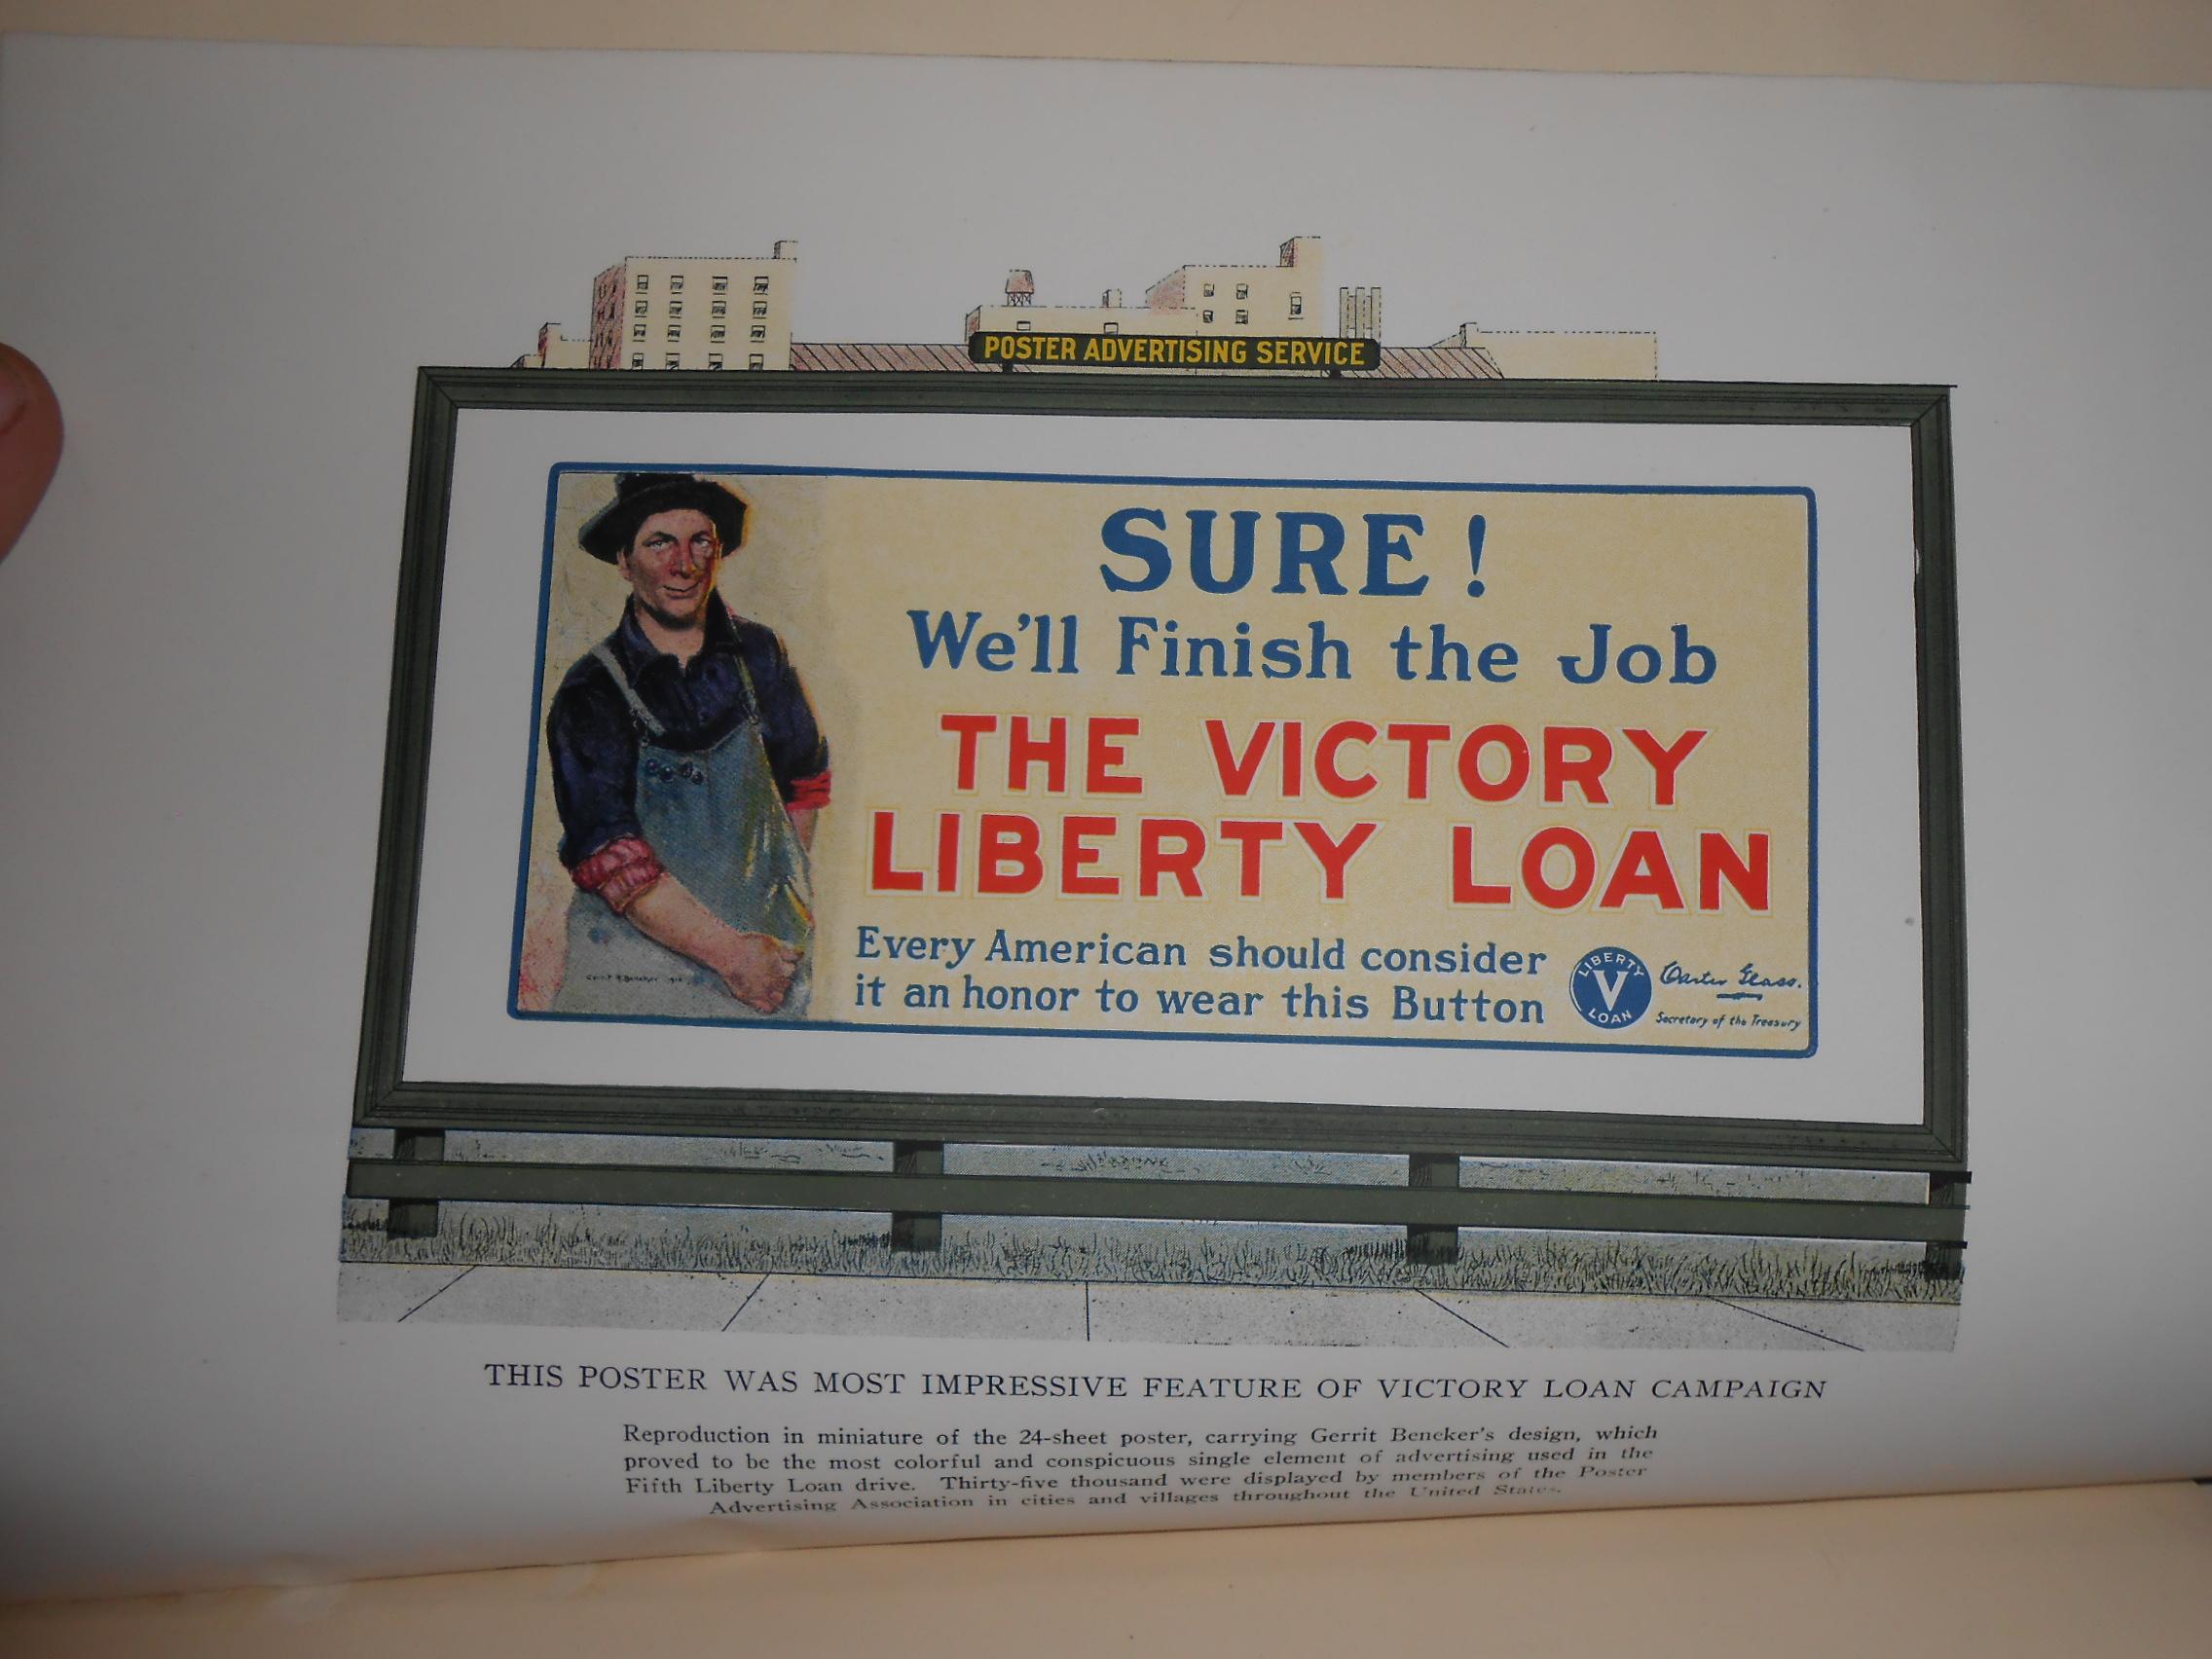 POSTER ADVERTISING SERVICE
SURE!
We'll Finish the Job
THE VICTORY
LIBERTY LOAN
Every American should consider
it an honor to wear this Button
LIBERTY
V
LOAN
Carter Glass.
Secretary of the Treasury
THIS POSTER WAS MOST IMPRESSIVE FEATURE OF VICTORY LOAN CAMPAIGN
Reproduction in miniature of the 24-sheet poster, carrying Gerrit Beneker's design, which
proved to be the most colorful and conspicuous single element of advertising used in the
Fifth Liberty Loan drive. Thirty-five thousand were displayed by members of the Poster
Advertising Association in cities and villages throughout the United States.